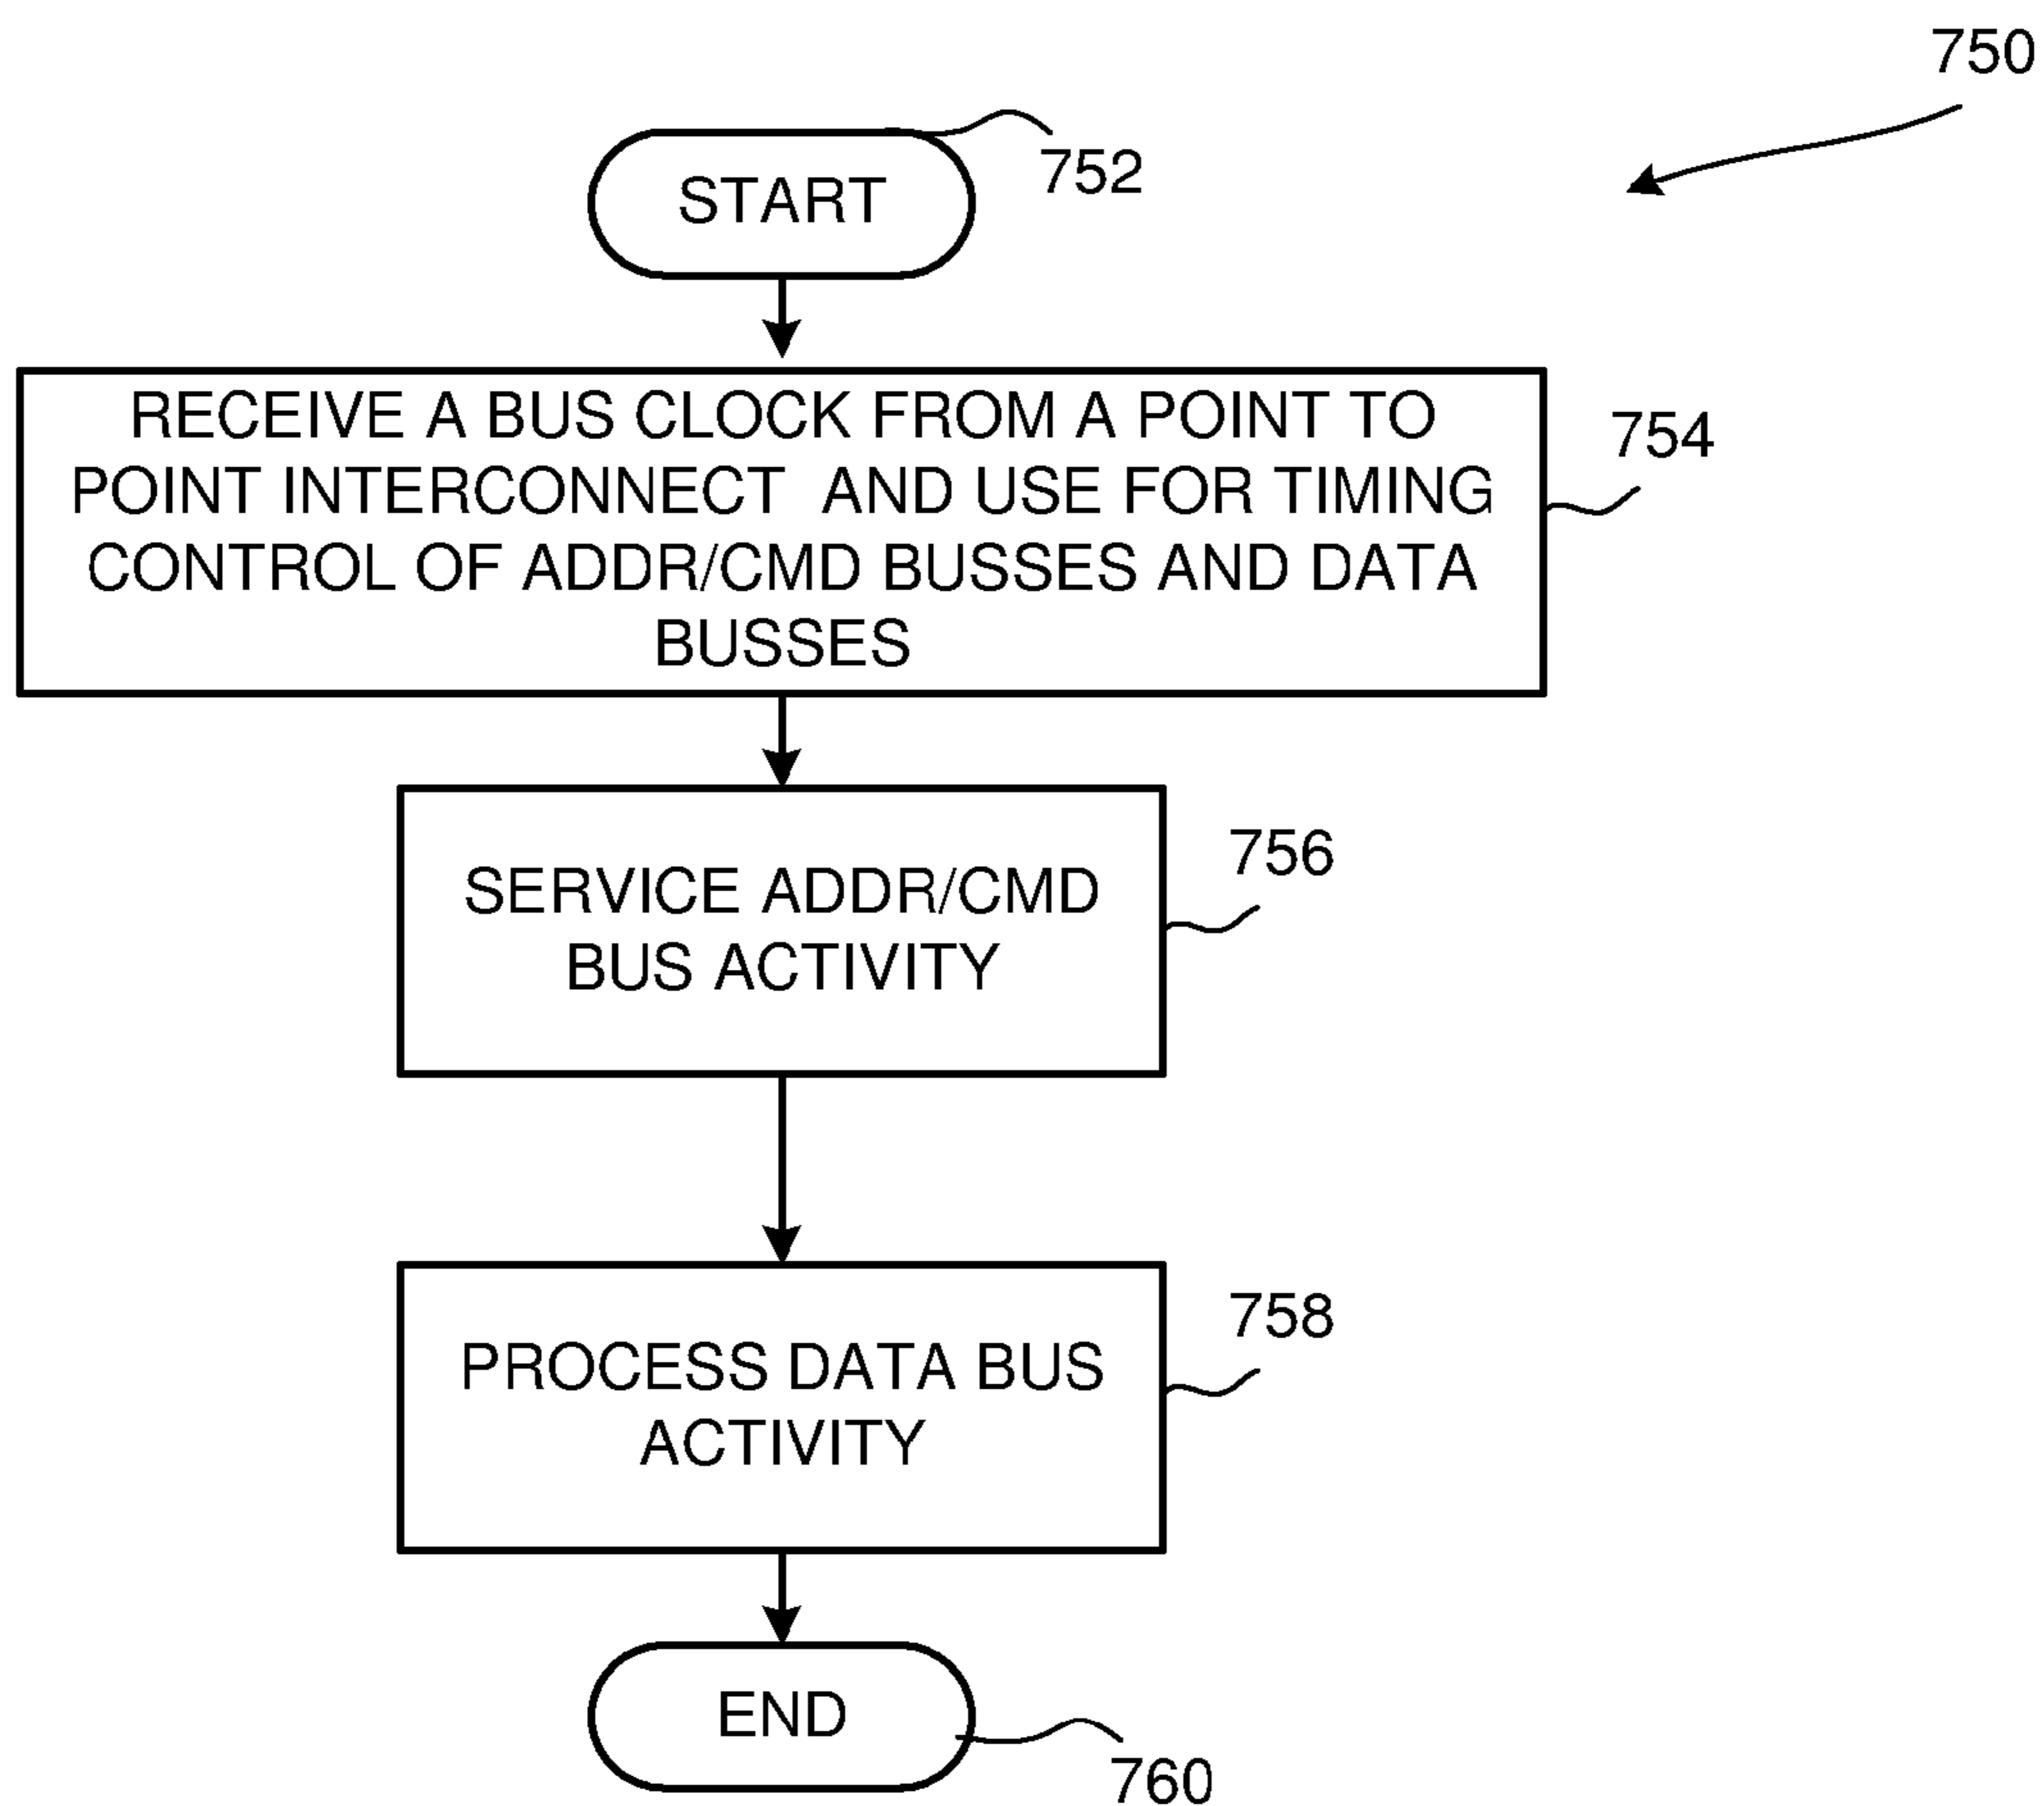 750
START
752
RECEIVE A BUS CLOCK FROM A POINT TO
POINT INTERCONNECT AND USE FOR TIMING
CONTROL OF ADDR/CMD BUSSES AND DATA
BUSSES
754
SERVICE ADDR/CMD
BUS ACTIVITY
756
PROCESS DATA BUS
ACTIVITY
758
END
760